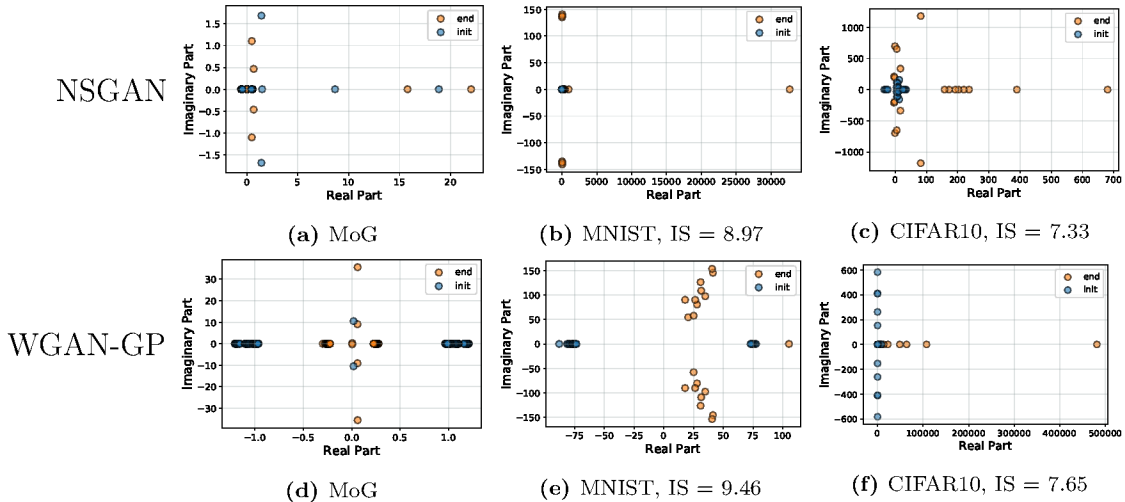 NSGAN
Imaginary Part
1.5
1.0
0.5
0.0
−0.5
−1.0
−1.5
end
init
0 5 10 15 20
Real Part
(a) MoG
Imaginary Part
150
100
50
0
−50
−100
−150
end
init
0 5000 10000 15000 20000 25000 30000
Real Part
(b) MNIST, IS = 8.97
Imaginary Part
1000
500
0
−500
−1000
end
init
0 100 200 300 400 500 600 700
Real Part
(c) CIFAR10, IS = 7.33
WGAN-GP
Imaginary Part
30
20
10
0
−10
−20
−30
end
init
−1.0 −0.5 0.0 0.5 1.0
Real Part
(d) MoG
Imaginary Part
150
100
50
0
−50
−100
−150
end
init
−75 −50 −25 0 25 50 75 100
Real Part
(e) MNIST, IS = 9.46
Imaginary Part
600
400
200
0
−200
−400
−600
end
init
0 100000 200000 300000 400000 500000
Real Part
(f) CIFAR10, IS = 7.65